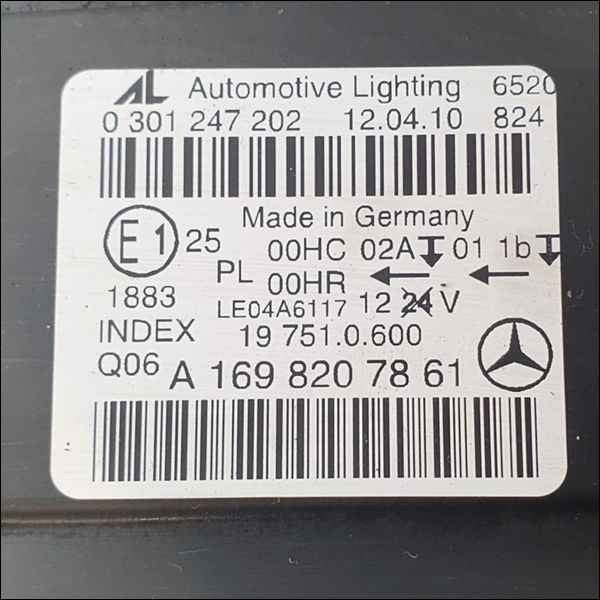 AL Automotive Lighting 6520
0 301 247 202 12.04.10 824
Made in Germany
E1 25 00HC 02A 01 1b
PL 00HR
1883 LE04A6117 12 24 V
INDEX 19 751.0.600
Q06 A 169 820 78 61